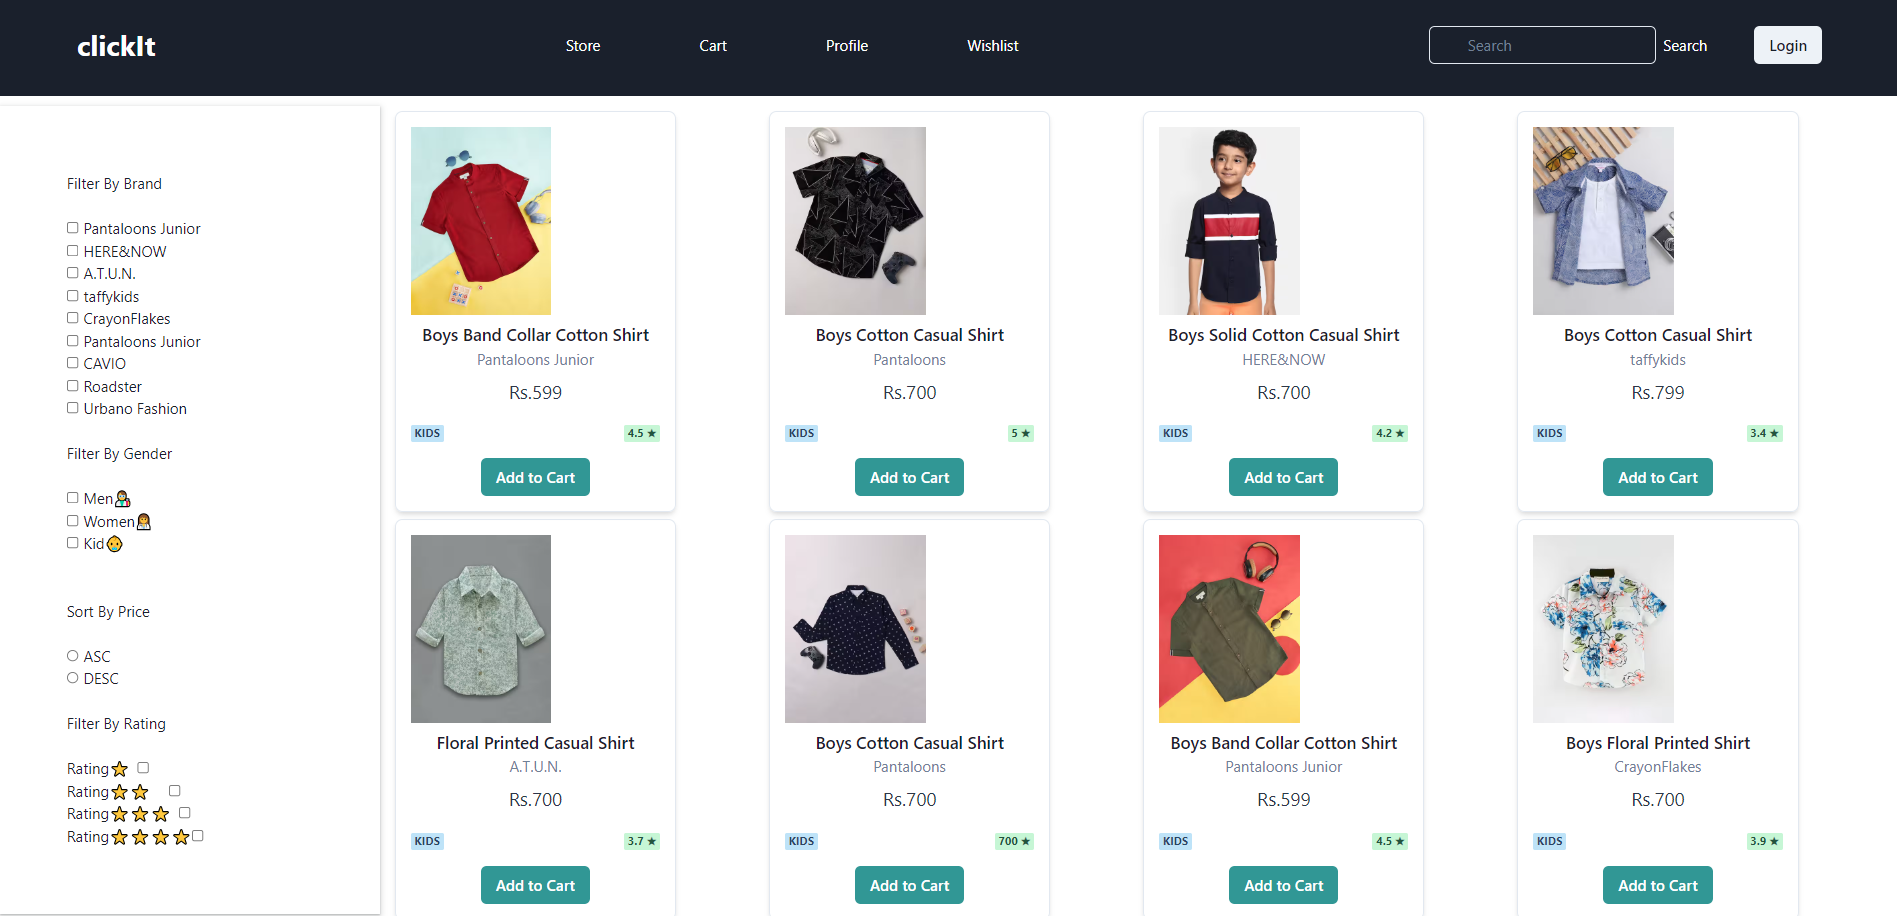 clickIt
Store
Cart
Profile
Wishlist
Search
Search
Login
Filter By Brand
Pantaloons Junior
HERE&NOW
A.T.U.N.
taffykids
CrayonFlakes
Pantaloons Junior
CAVIO
Roadster
Urbano Fashion
Filter By Gender
Men
Women
Kid
Sort By Price
ASC
DESC
Filter By Rating
Rating⭐
Rating⭐⭐
Rating⭐⭐⭐
Rating⭐⭐⭐⭐
Boys Band Collar Cotton Shirt
Pantaloons Junior
Rs.599
KIDS
4.5 ★
Add to Cart
Boys Cotton Casual Shirt
Pantaloons
Rs.700
KIDS
5 ★
Add to Cart
Boys Solid Cotton Casual Shirt
HERE&NOW
Rs.700
KIDS
4.2 ★
Add to Cart
Boys Cotton Casual Shirt
taffykids
Rs.799
KIDS
3.4 ★
Add to Cart
Floral Printed Casual Shirt
A.T.U.N.
Rs.700
KIDS
3.7 ★
Add to Cart
Boys Cotton Casual Shirt
Pantaloons
Rs.700
KIDS
700 ★
Add to Cart
Boys Band Collar Cotton Shirt
Pantaloons Junior
Rs.599
KIDS
4.5 ★
Add to Cart
Boys Floral Printed Shirt
CrayonFlakes
Rs.700
KIDS
3.9 ★
Add to Cart